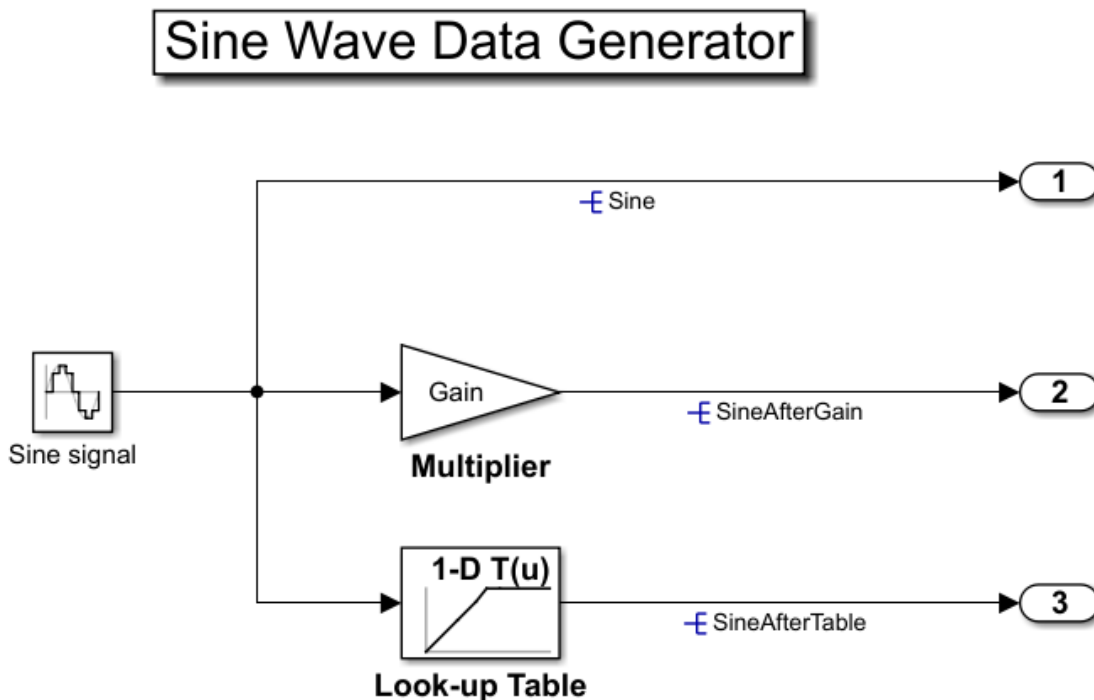 Sine Wave Data Generator
1
Sine
Sine signal
Gain
Multiplier
SineAfterGain
2
1-D T(u)
Look-up Table
SineAfterTable
3